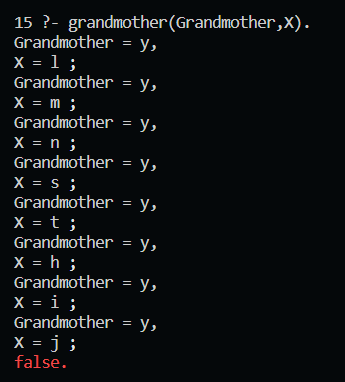 15 ?- grandmother(Grandmother,X).
Grandmother = y,
X = l ;
Grandmother = y,
X = m ;
Grandmother = y,
X = n ;
Grandmother = y,
X = s ;
Grandmother = y,
X = t ;
Grandmother = y,
X = h ;
Grandmother = y,
X = i ;
Grandmother = y,
X = j ;
false.